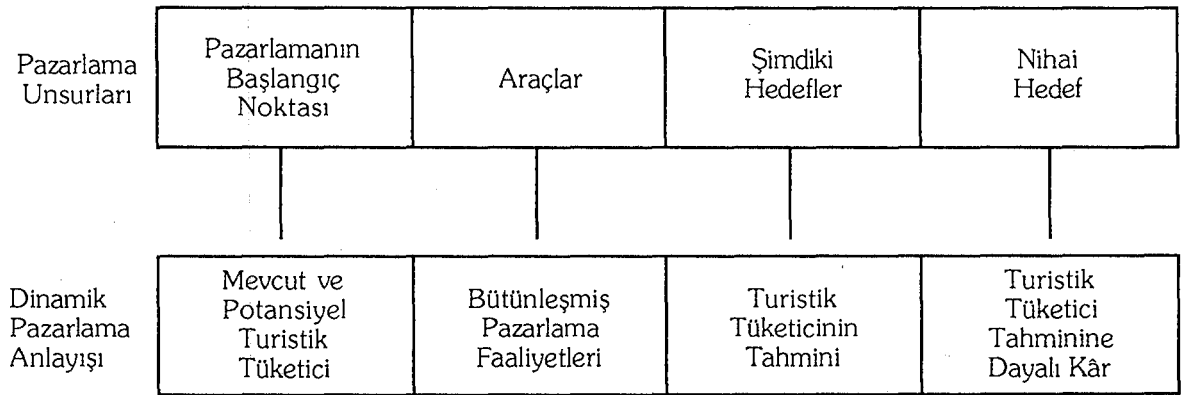 Pazarlama
Unsurları
Pazarlamanın
Başlangıç
Noktası
Araçlar
Şimdiki
Hedefler
Nihai
Hedef
Dinamik
Pazarlama
Anlayışı
Mevcut ve
Potansiyel
Turistik
Tüketici
Bütünleşmiş
Pazarlama
Faaliyetleri
Turistik
Tüketicinin
Tahmini
Turistik
Tüketici
Tahminine
Dayalı Kâr